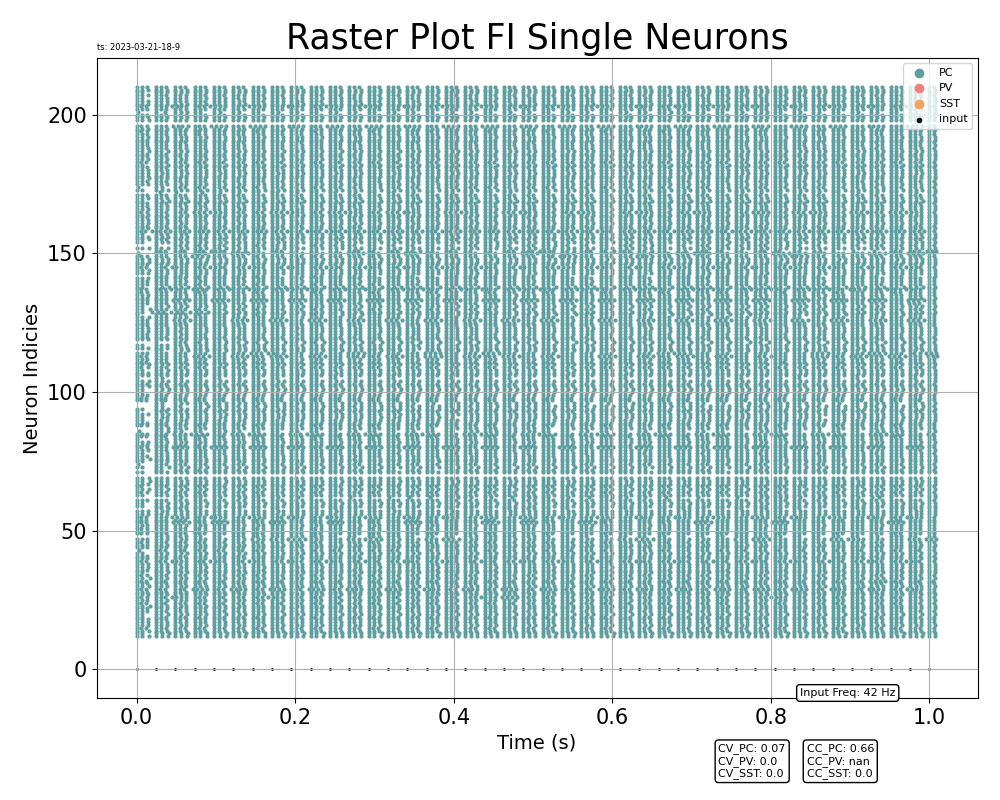 Raster Plot FI Single Neurons
ts: 2023-03-21-18-9
PC
PV
SST
input
200
150
100
50
0
Neuron Indicies
0.0 0.2 0.4 0.6 0.8 1.0
Time (s)
Input Freq: 42 Hz
CV_PC: 0.07
CV_PV: 0.0
CV_SST: 0.0
CC_PC: 0.66
CC_PV: nan
CC_SST: 0.0